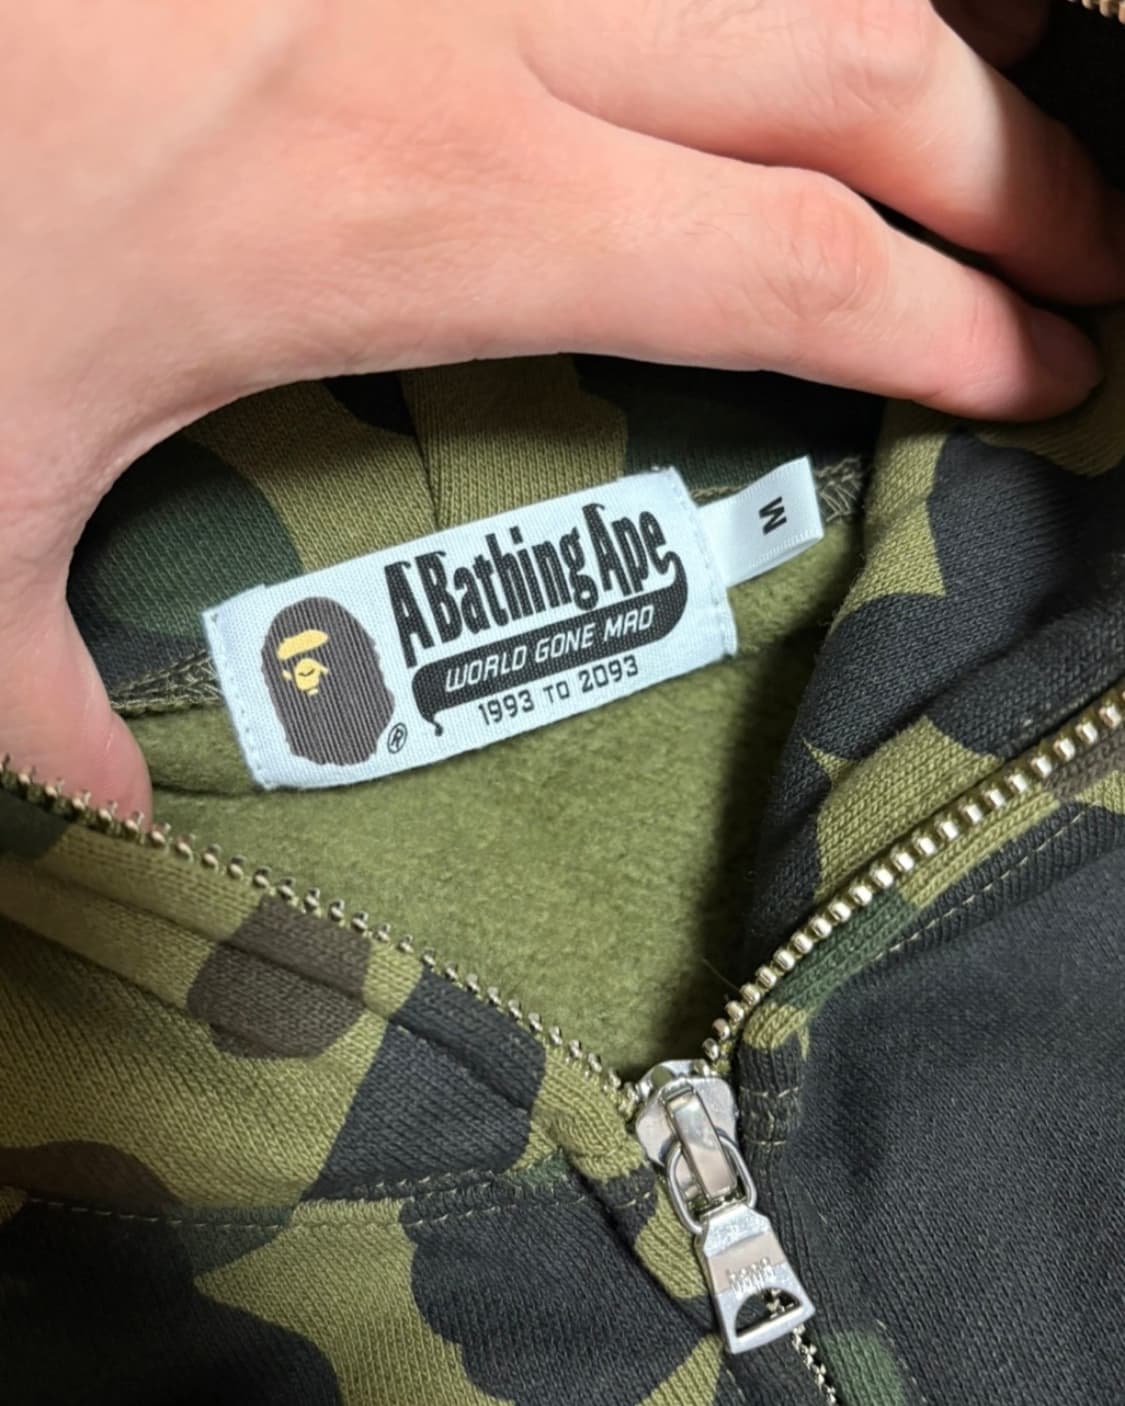 A Bathing Ape
WORLD GONE MAD
1993 TO 2093
®
M